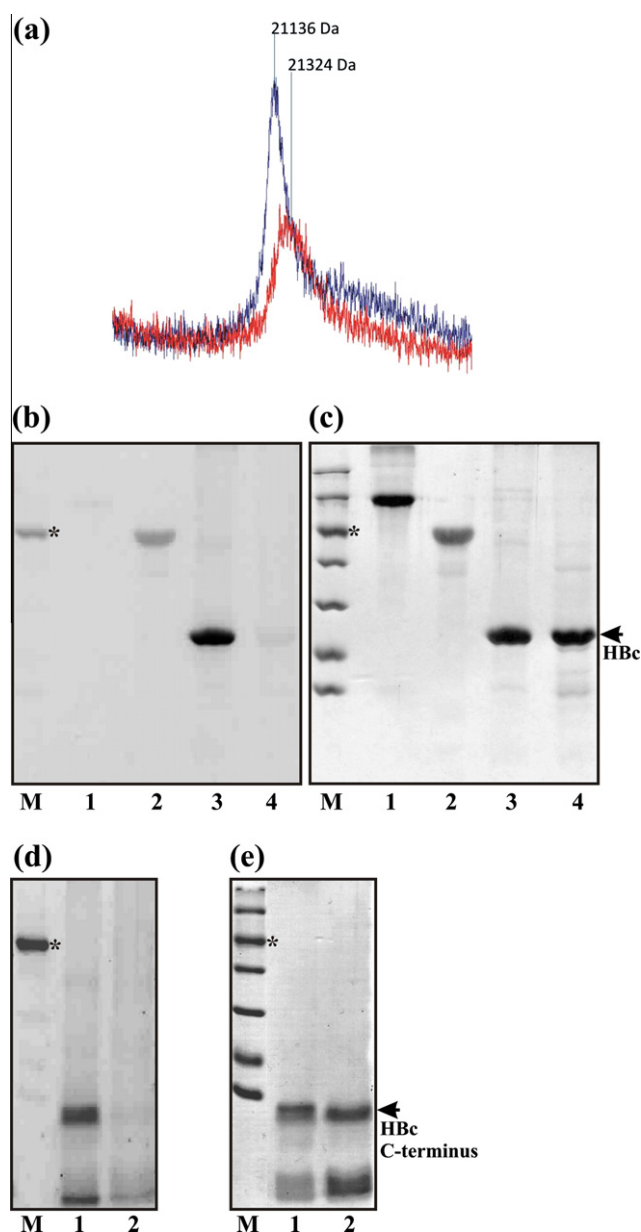 (a)
21136 Da
21324 Da
(b)
(c)
*
*
HBc
M 1 2 3 4
M 1 2 3 4
(d)
(e)
*
*
HBc
C-terminus
M 1 2
M 1 2